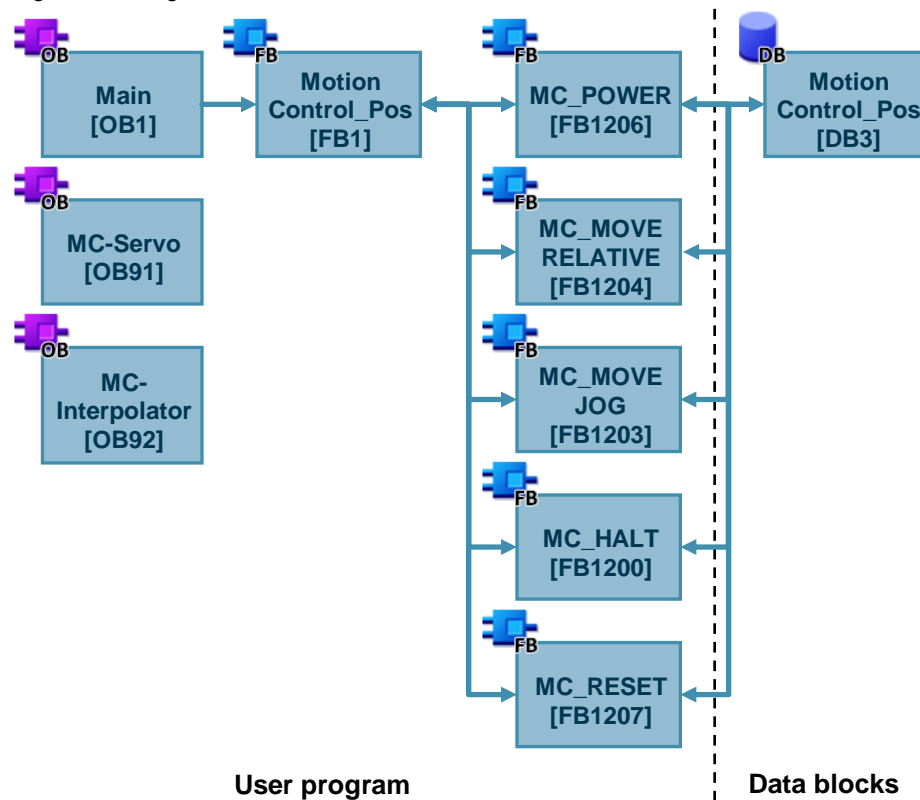 OB
Main
[OB1]
FB
Motion
Control_Pos
[FB1]
FB
MC_POWER
[FB1206]
DB
Motion
Control_Pos
[DB3]
OB
MC-Servo
[OB91]
FB
MC_MOVE
RELATIVE
[FB1204]
OB
MC-
Interpolator
[OB92]
FB
MC_MOVE
JOG
[FB1203]
FB
MC_HALT
[FB1200]
FB
MC_RESET
[FB1207]
User program
Data blocks